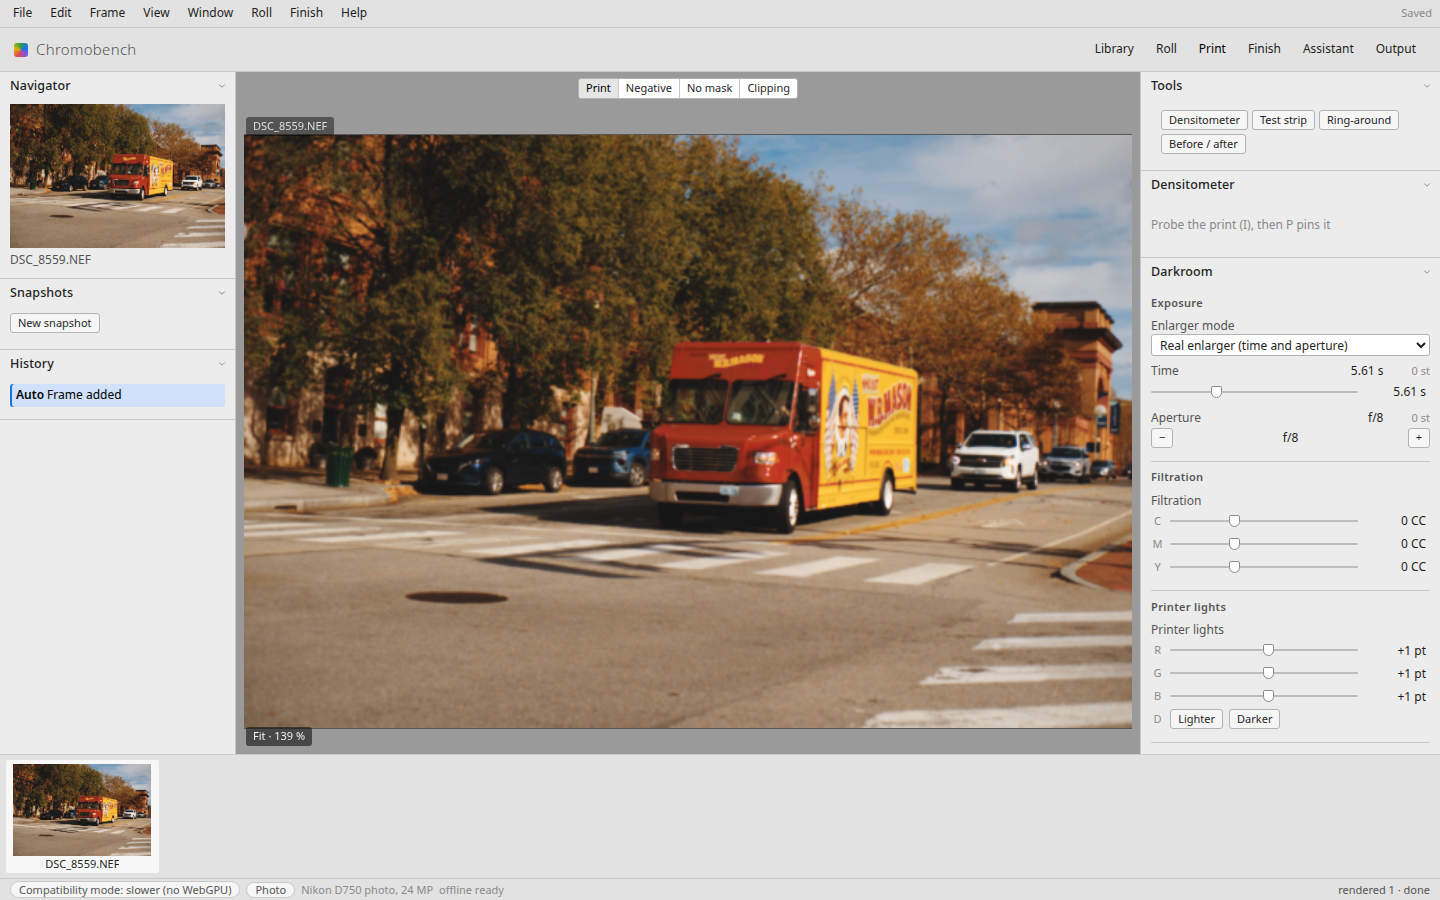 File Edit Frame View Window Roll Finish Help Saved
Chromobench Library Roll Print Finish Assistant Output
Navigator
DSC_8559.NEF
Snapshots
New snapshot
History
Auto Frame added
Print Negative No mask Clipping
DSC_8559.NEF
W.B. MASON
Fit · 139 %
Tools
Densitometer Test strip Ring-around
Before / after
Densitometer
Probe the print (I), then P pins it
Darkroom
Exposure
Enlarger mode
Real enlarger (time and aperture)
Time 5.61 s 0 st
5.61 s
Aperture f/8 0 st
− f/8 +
Filtration
Filtration
C 0 CC
M 0 CC
Y 0 CC
Printer lights
Printer lights
R +1 pt
G +1 pt
B +1 pt
D Lighter Darker
DSC_8559.NEF
Compatibility mode: slower (no WebGPU) Photo Nikon D750 photo, 24 MP offline ready rendered 1 · done